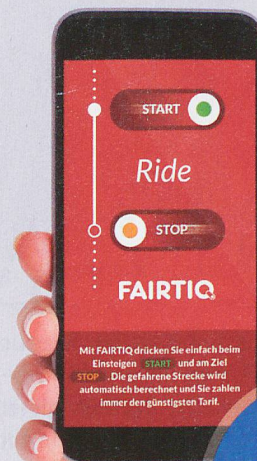 START
Ride
STOP
FAIRTIQ
Mit FAIRTIQ drücken Sie einfach beim
Einsteigen START und am Ziel
STOP . Die gefahrene Strecke wird
automatisch berechnet und Sie zahlen
immer den günstigsten Tarif.